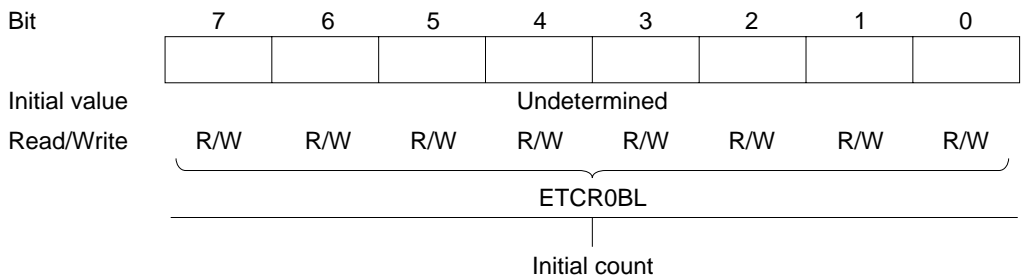 Bit 7 6 5 4 3 2 1 0
Initial value Undetermined
Read/Write R/W R/W R/W R/W R/W R/W R/W R/W
ETCR0BL
Initial count